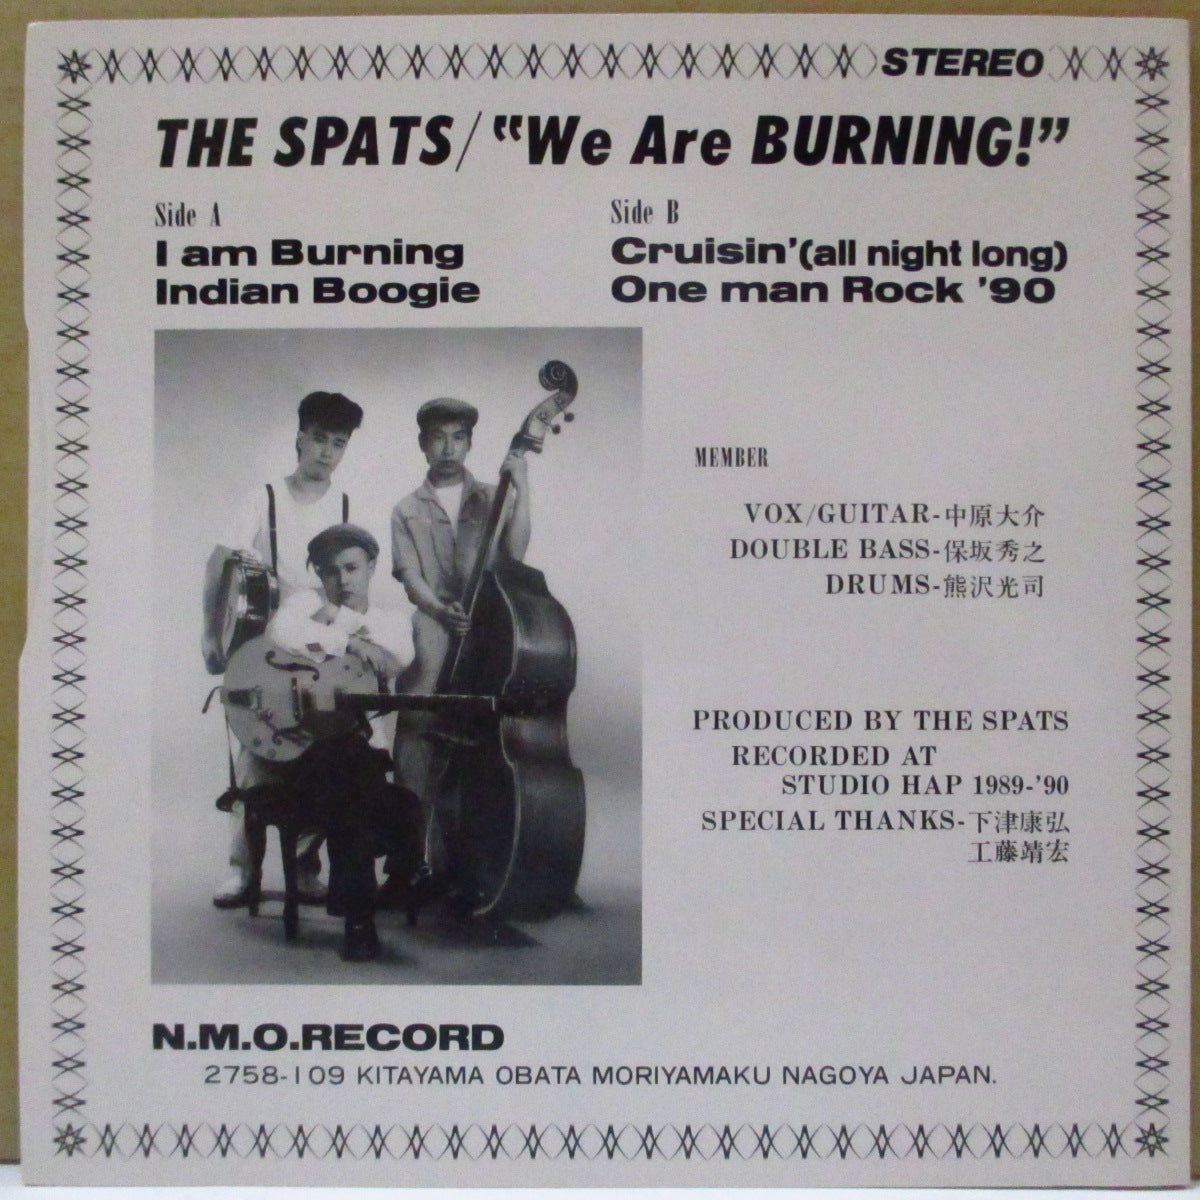 STEREO
THE SPATS/"We Are BURNING!"
Side A
I am Burning
Indian Boogie
Side B
Cruisin'(all night long)
One man Rock '90
MEMBER
VOX/GUITAR-中原大介
DOUBLE BASS-保坂秀之
DRUMS-熊沢光司
PRODUCED BY THE SPATS
RECORDED AT
STUDIO HAP 1989-'90
SPECIAL THANKS-下津康弘
工藤靖宏
N.M.O.RECORD
2758-109 KITAYAMA OBATA MORIYAMAKU NAGOYA JAPAN.